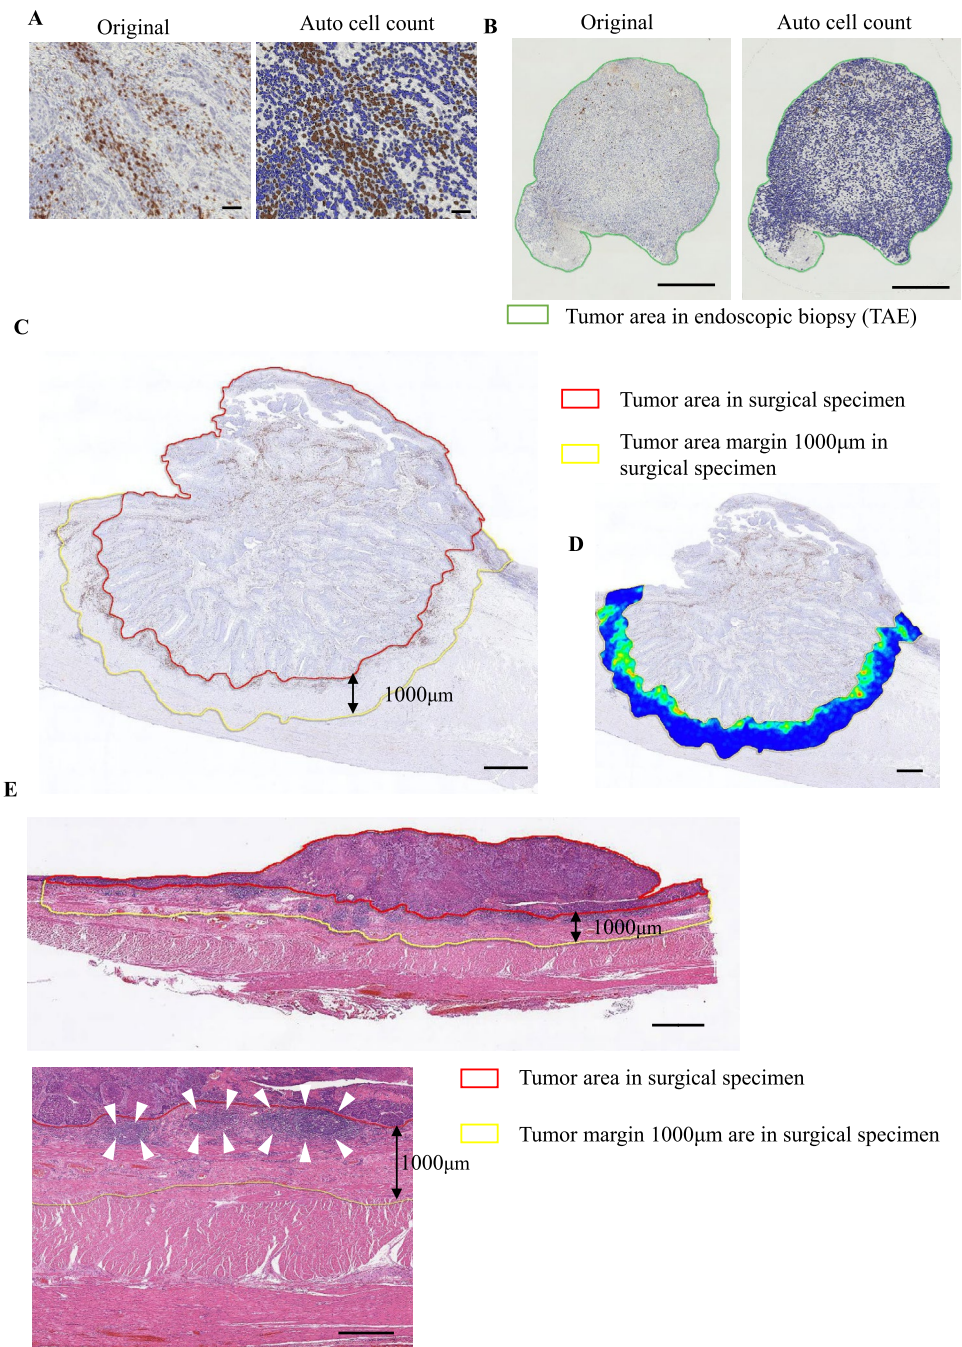 A
Original
Auto cell count
B
Original
Auto cell count
Tumor area in endoscopic biopsy (TAE)
C
Tumor area in surgical specimen
Tumor area margin 1000μm in
surgical specimen
D
1000μm
E
1000μm
Tumor area in surgical specimen
Tumor margin 1000μm are in surgical specimen
1000μm